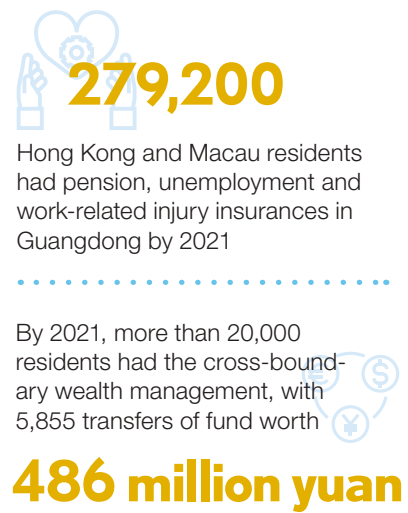 279,200
Hong Kong and Macau residents
had pension, unemployment and
work-related injury insurances in
Guangdong by 2021
By 2021, more than 20,000
residents had the cross-bound-
ary wealth management, with
5,855 transfers of fund worth
486 million yuan